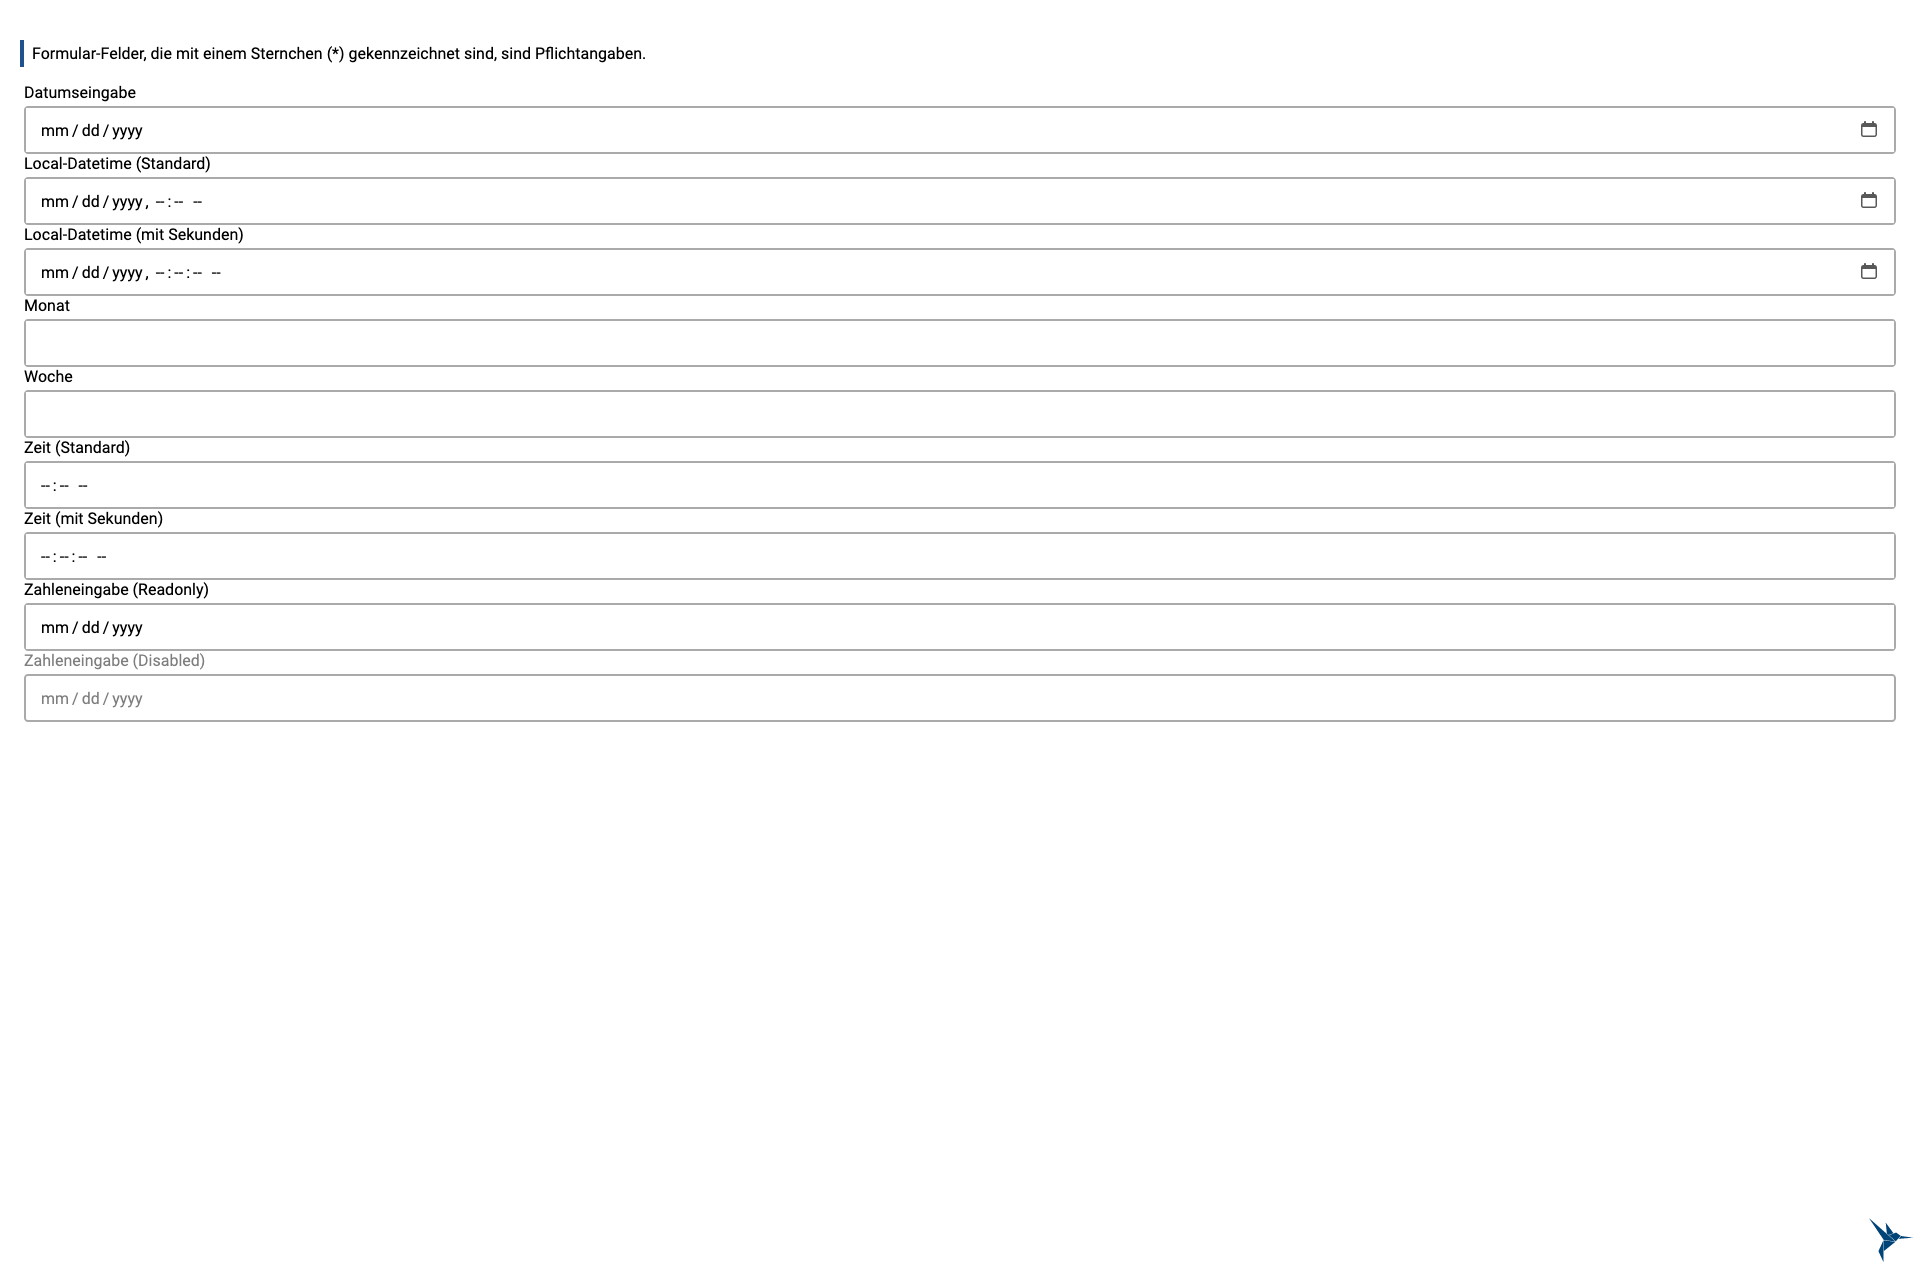 Formular-Felder, die mit einem Sternchen (*) gekennzeichnet sind, sind Pflichtangaben.
Datumseingabe
mm / dd / yyyy
Local-Datetime (Standard)
mm / dd / yyyy, --:-- --
Local-Datetime (mit Sekunden)
mm / dd / yyyy, --:--:-- --
Monat
Woche
Zeit (Standard)
--:-- --
Zeit (mit Sekunden)
--:--:-- --
Zahleneingabe (Readonly)
mm / dd / yyyy
Zahleneingabe (Disabled)
mm / dd / yyyy